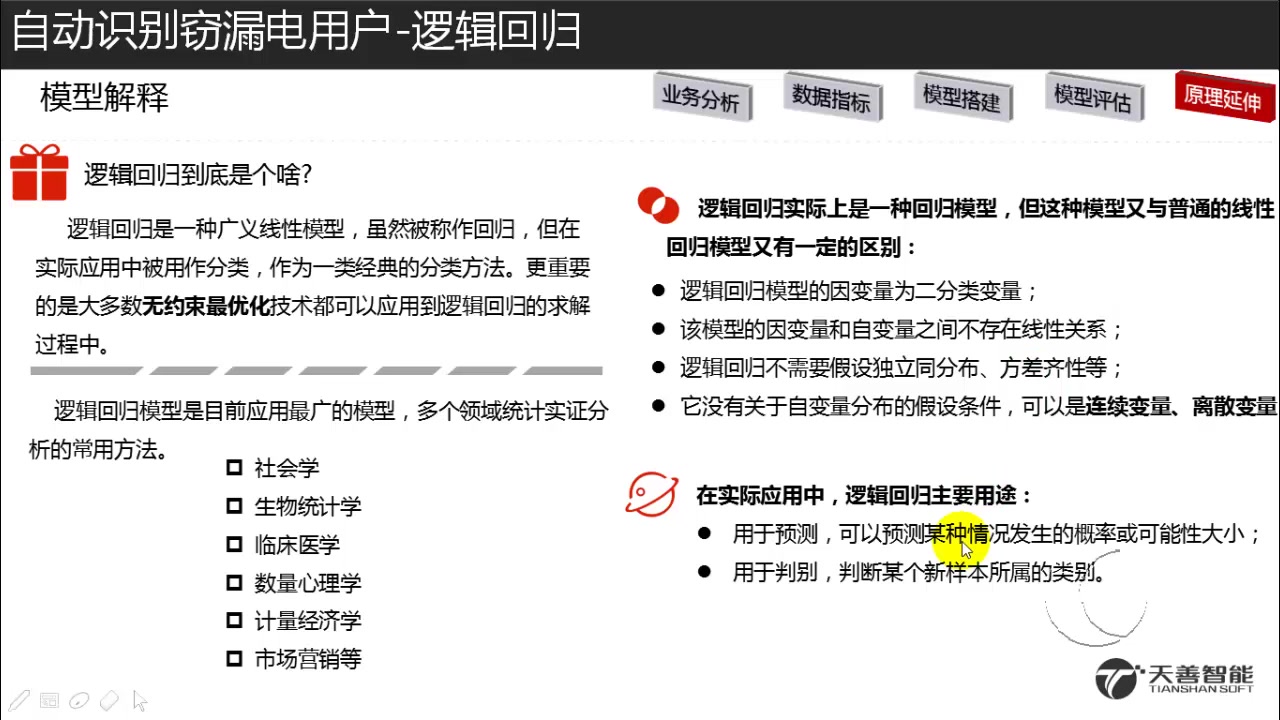 自动识别窃漏电用户-逻辑回归
模型解释
业务分析
数据指标
模型搭建
模型评估
原理延伸
逻辑回归到底是个啥?
逻辑回归是一种广义线性模型，虽然被称作回归，但在
实际应用中被用作分类，作为一类经典的分类方法。更重要
的是大多数无约束最优化技术都可以应用到逻辑回归的求解
过程中。
逻辑回归模型是目前应用最广的模型，多个领域统计实证分
析的常用方法。
社会学
生物统计学
临床医学
数量心理学
计量经济学
市场营销等
逻辑回归实际上是一种回归模型，但这种模型又与普通的线性
回归模型又有一定的区别：
逻辑回归模型的因变量为二分类变量；
该模型的因变量和自变量之间不存在线性关系；
逻辑回归不需要假设独立同分布、方差齐性等；
它没有关于自变量分布的假设条件，可以是连续变量、离散变量
在实际应用中，逻辑回归主要用途：
用于预测，可以预测某种情况发生的概率或可能性大小；
用于判别，判断某个新样本所属的类别。
天善智能
TIANSHAN SOFT